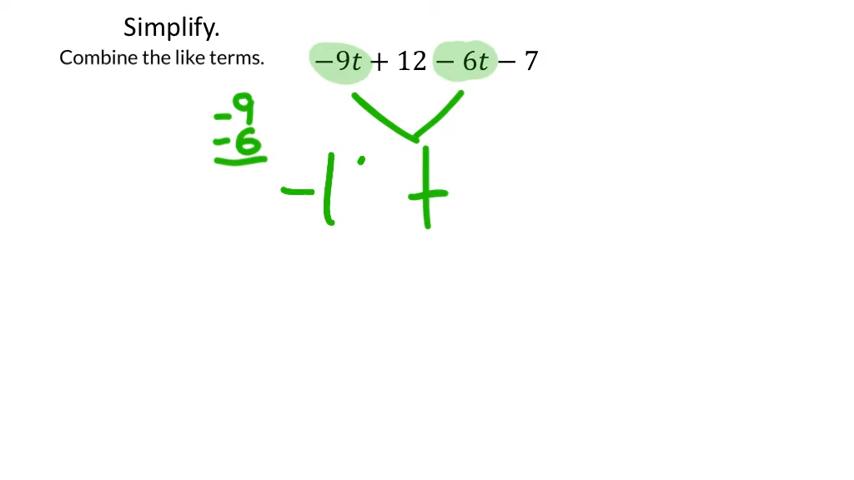 Simplify.
Combine the like terms.
−9t + 12 − 6t − 7
-9
-6
-1 t